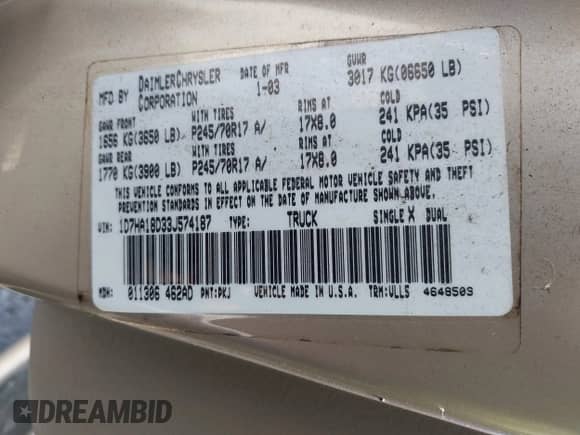 MFD BY DAIMLERCHRYSLER CORPORATION DATE OF MFR 1-03 GVWR 3017 KG(06650 LB)
GAWR FRONT WITH TIRES RIMS AT COLD
1656 KG(3650 LB) P245/70R17 A/ 17X8.0 241 KPA(35 PSI)
GAWR REAR WITH TIRES RIMS AT COLD
1770 KG(3900 LB) P245/70R17 A/ 17X8.0 241 KPA(35 PSI)
THIS VEHICLE CONFORMS TO ALL APPLICABLE FEDERAL MOTOR VEHICLE SAFETY AND THEFT
PREVENTION STANDARDS IN EFFECT ON THE DATE OF MANUFACTURE SHOWN ABOVE.
VIN: 1D7HA18D33J574187 TYPE: TRUCK SINGLE X DUAL
MDH: 011306 462AD PNT:PKJ VEHICLE MADE IN U.S.A. TRM:VLL5 4648503
DREAMBID